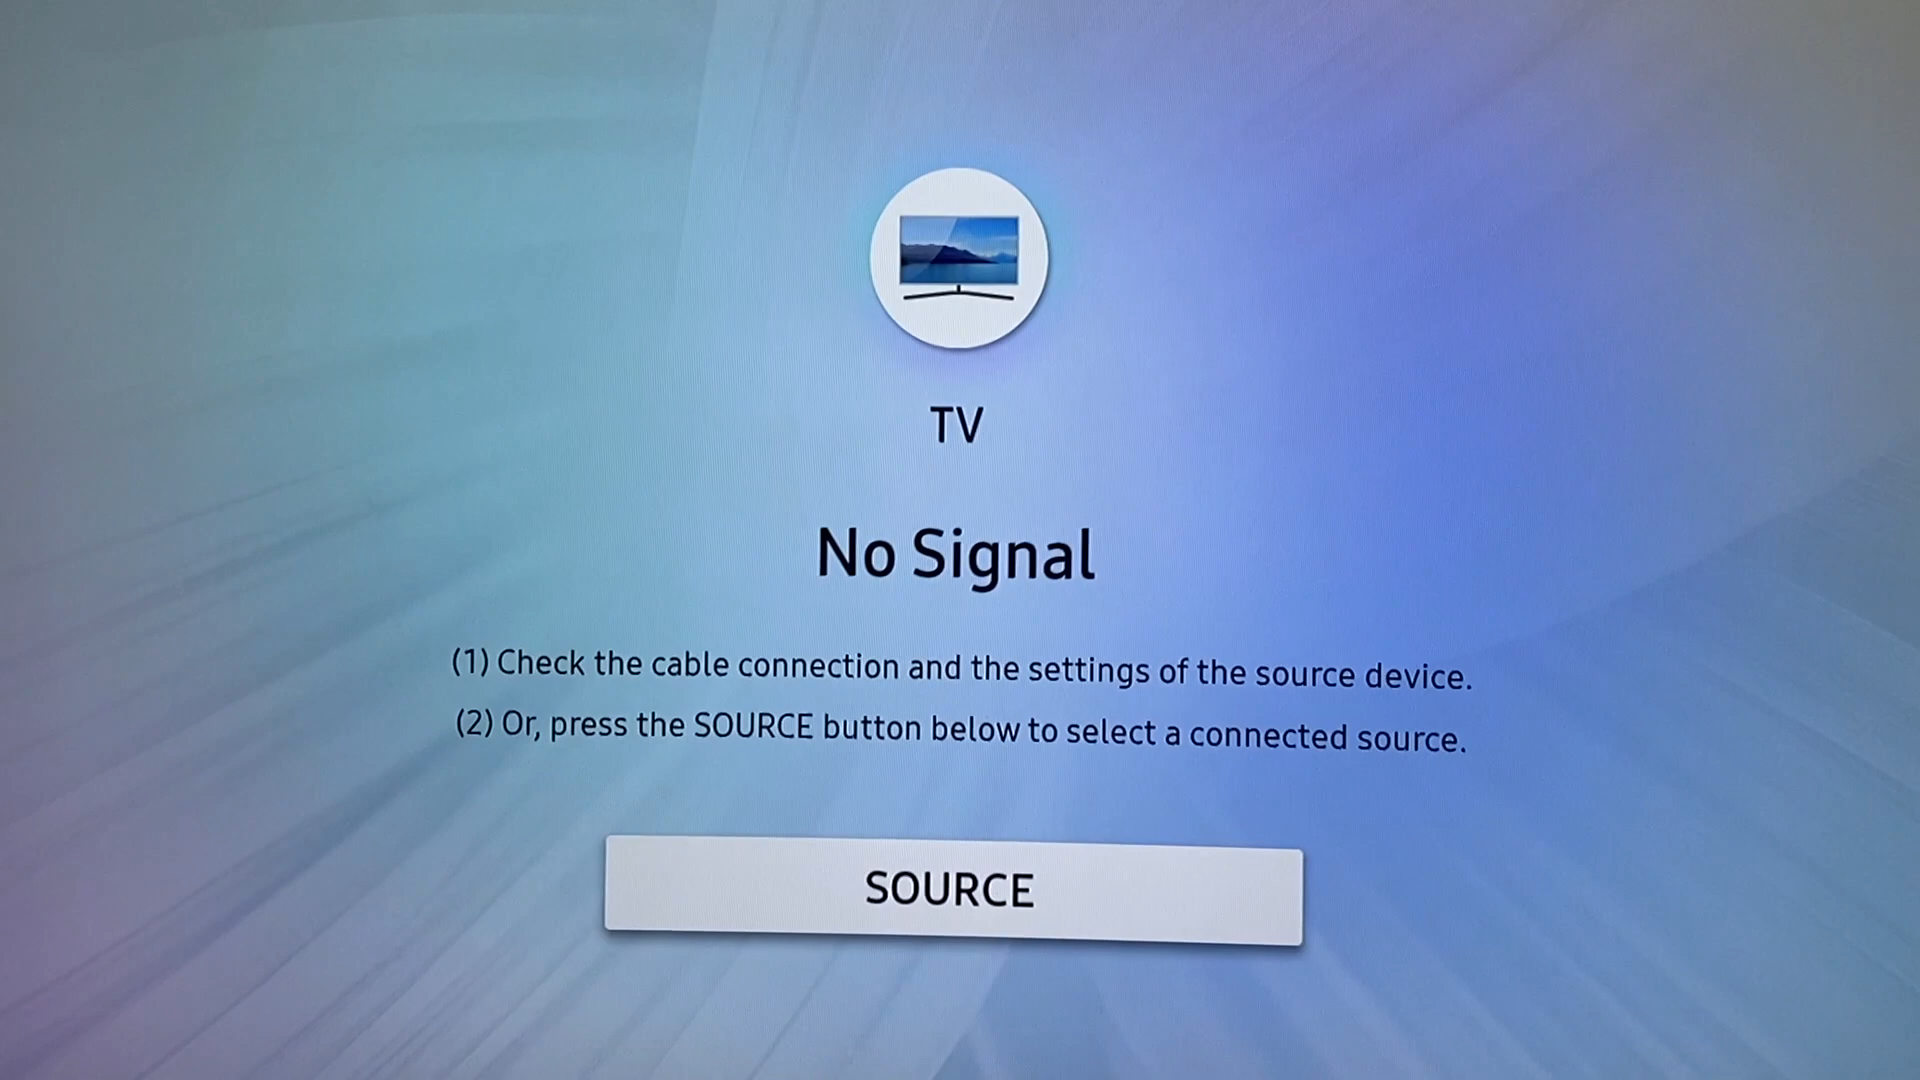 TV
No Signal
(1) Check the cable connection and the settings of the source device.
(2) Or, press the SOURCE button below to select a connected source.
SOURCE